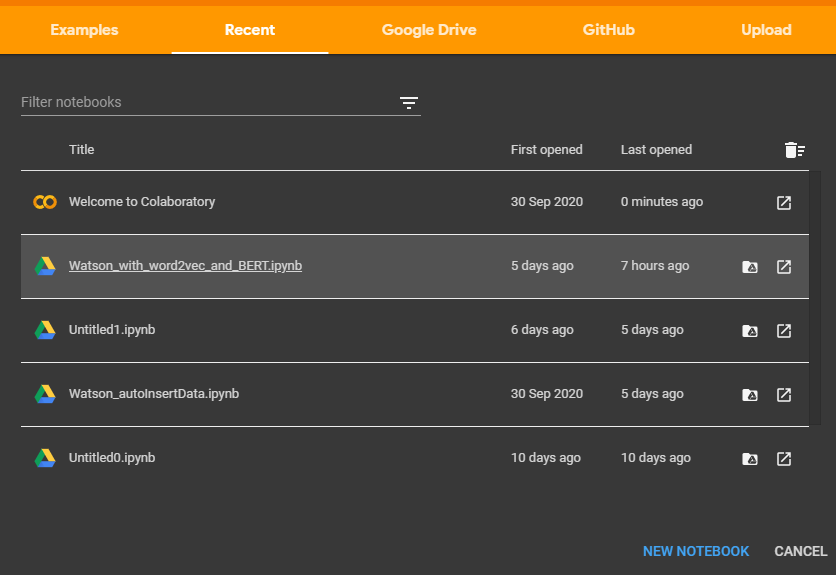 Examples Recent Google Drive GitHub Upload
Filter notebooks
Title First opened Last opened
Welcome to Colaboratory 30 Sep 2020 0 minutes ago
Watson_with_word2vec_and_BERT.ipynb 5 days ago 7 hours ago
Untitled1.ipynb 6 days ago 5 days ago
Watson_autoInsertData.ipynb 30 Sep 2020 5 days ago
Untitled0.ipynb 10 days ago 10 days ago
NEW NOTEBOOK CANCEL